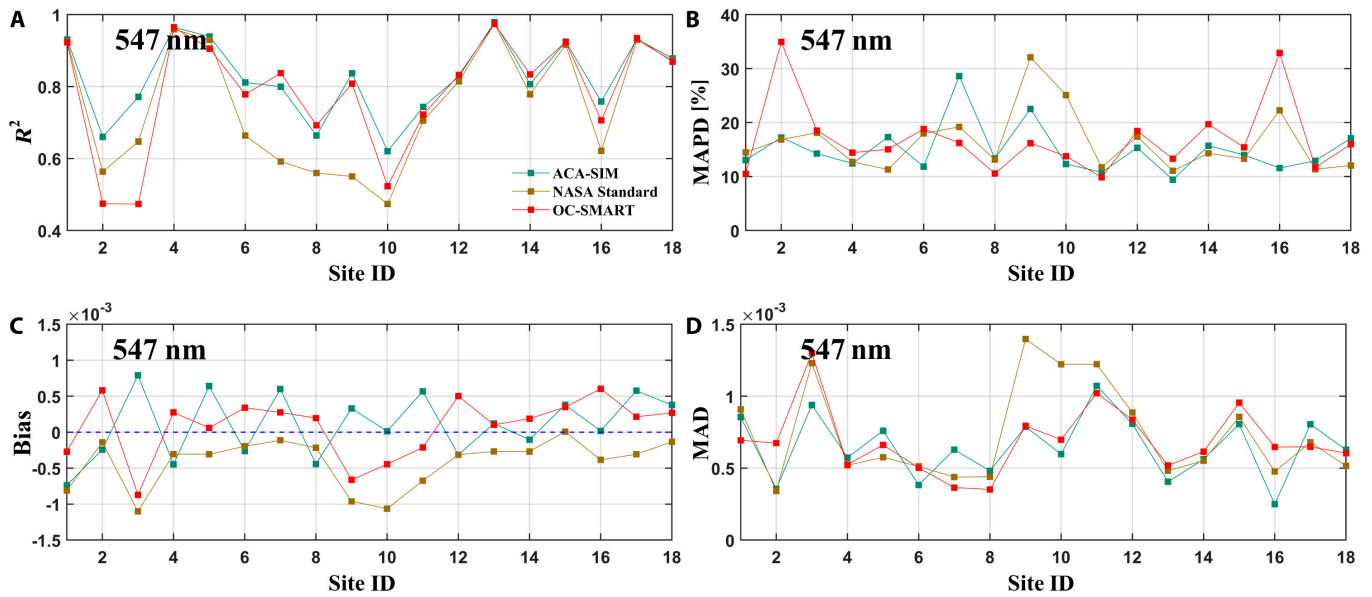 A
547 nm
1
0.8
0.6
0.4
R²
ACA-SIM
NASA Standard
OC-SMART
2 4 6 8 10 12 14 16 18
Site ID
B
547 nm
40
30
20
10
0
MAPD [%]
2 4 6 8 10 12 14 16 18
Site ID
C
×10⁻³
547 nm
1.5
1
0.5
0
-0.5
-1
-1.5
Bias
2 4 6 8 10 12 14 16 18
Site ID
D
×10⁻³
547 nm
1.5
1
0.5
0
MAD
2 4 6 8 10 12 14 16 18
Site ID